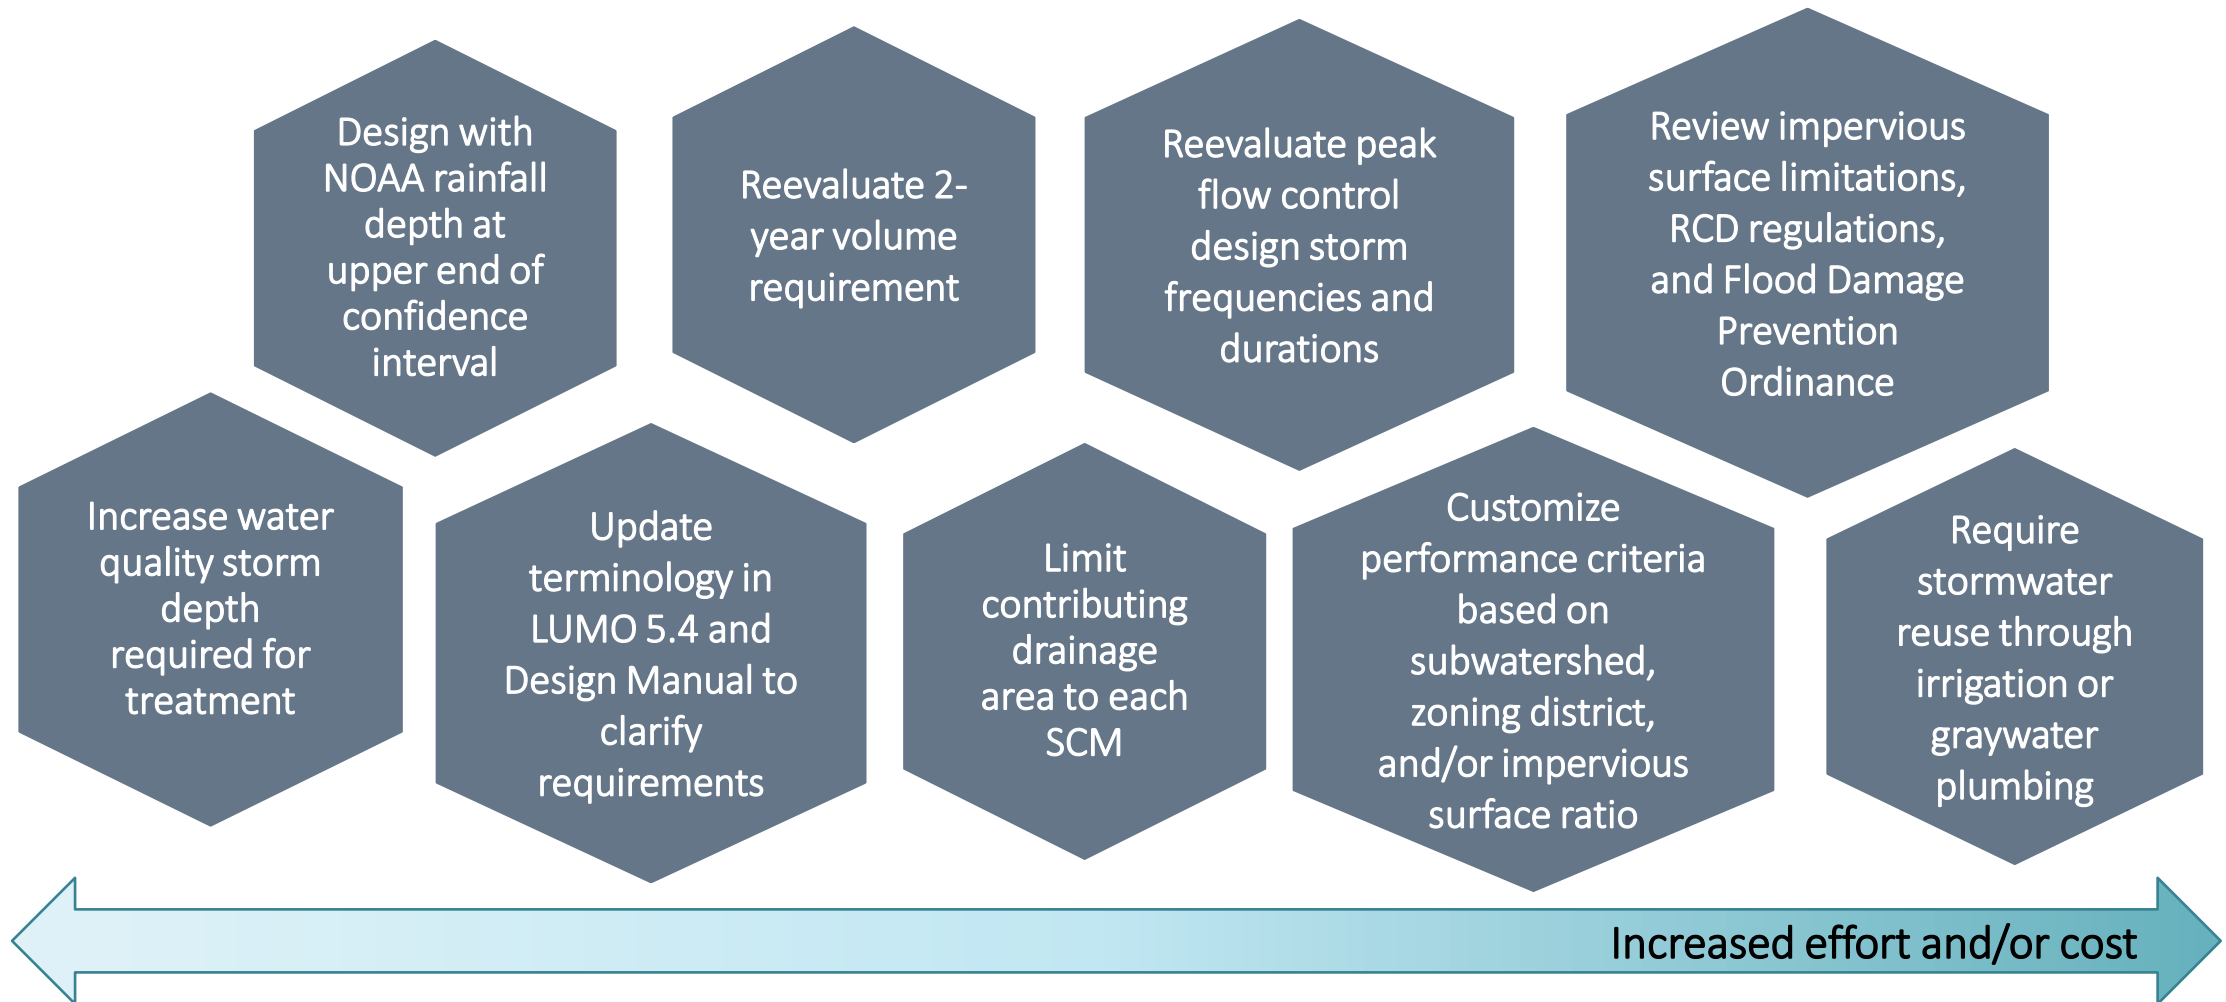 Design with
NOAA rainfall
depth at
upper end of
confidence
interval
Reevaluate 2-
year volume
requirement
Reevaluate peak
flow control
design storm
frequencies and
durations
Review impervious
surface limitations,
RCD regulations,
and Flood Damage
Prevention
Ordinance
Increase water
quality storm
depth
required for
treatment
Update
terminology in
LUMO 5.4 and
Design Manual to
clarify
requirements
Limit
contributing
drainage
area to each
SCM
Customize
performance criteria
based on
subwatershed,
zoning district,
and/or impervious
surface ratio
Require
stormwater
reuse through
irrigation or
graywater
plumbing
Increased effort and/or cost